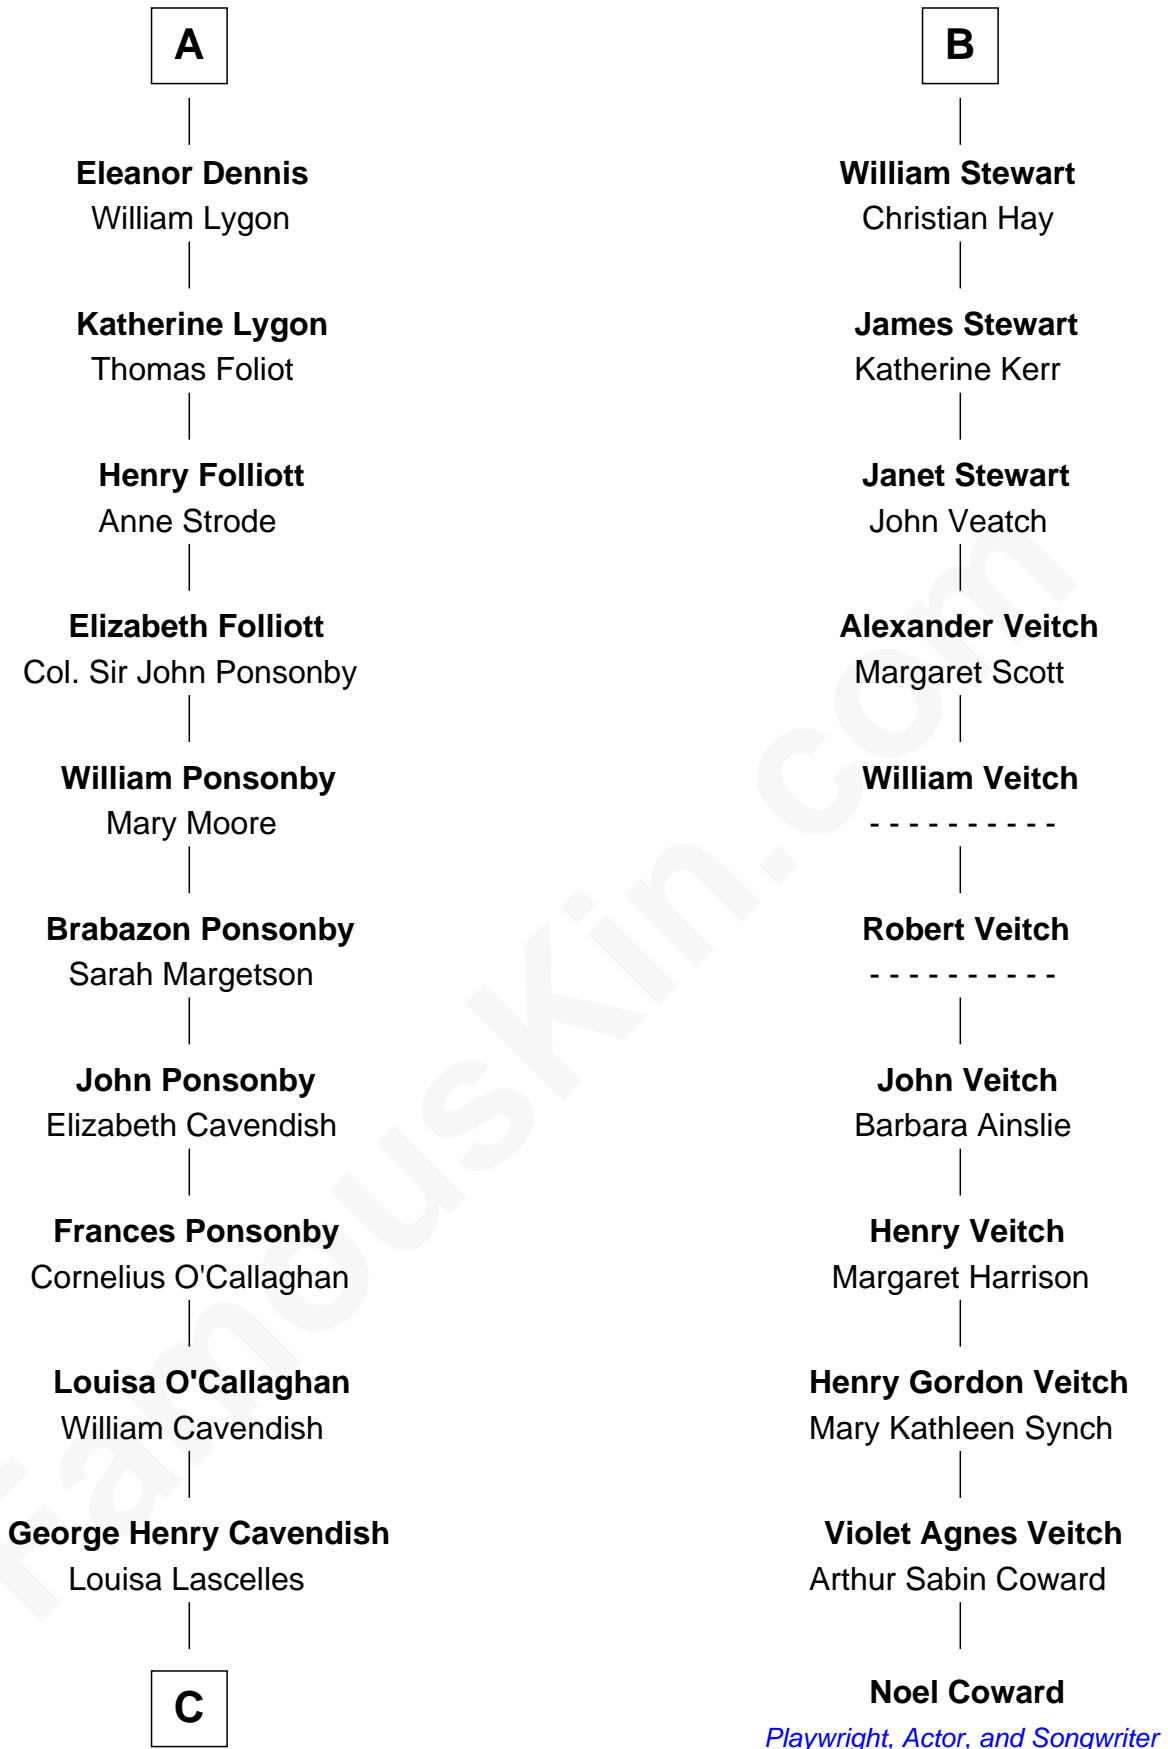 A
Eleanor Dennis
William Lygon
Katherine Lygon
Thomas Foliot
Henry Folliott
Anne Strode
Elizabeth Folliott
Col. Sir John Ponsonby
William Ponsonby
Mary Moore
Brabazon Ponsonby
Sarah Margetson
John Ponsonby
Elizabeth Cavendish
Frances Ponsonby
Cornelius O'Callaghan
Louisa O'Callaghan
William Cavendish
George Henry Cavendish
Louisa Lascelles
C
B
William Stewart
Christian Hay
James Stewart
Katherine Kerr
Janet Stewart
John Veatch
Alexander Veitch
Margaret Scott
William Veitch
- - - - - - - - - -
Robert Veitch
- - - - - - - - - -
John Veitch
Barbara Ainslie
Henry Veitch
Margaret Harrison
Henry Gordon Veitch
Mary Kathleen Synch
Violet Agnes Veitch
Arthur Sabin Coward
Noel Coward
Playwright, Actor, and Songwriter
FamousKin.com